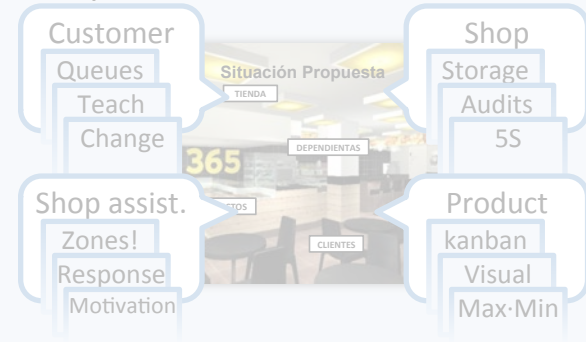 Customer
Queues
Teach
Change
Shop
Storage
Audits
5S
Situación Propuesta
TIENDA
DEPENDIENTAS
365
CLIENTES
Shop assist.
Zones!
Response
Motivation
Product
kanban
Visual
Max·Min